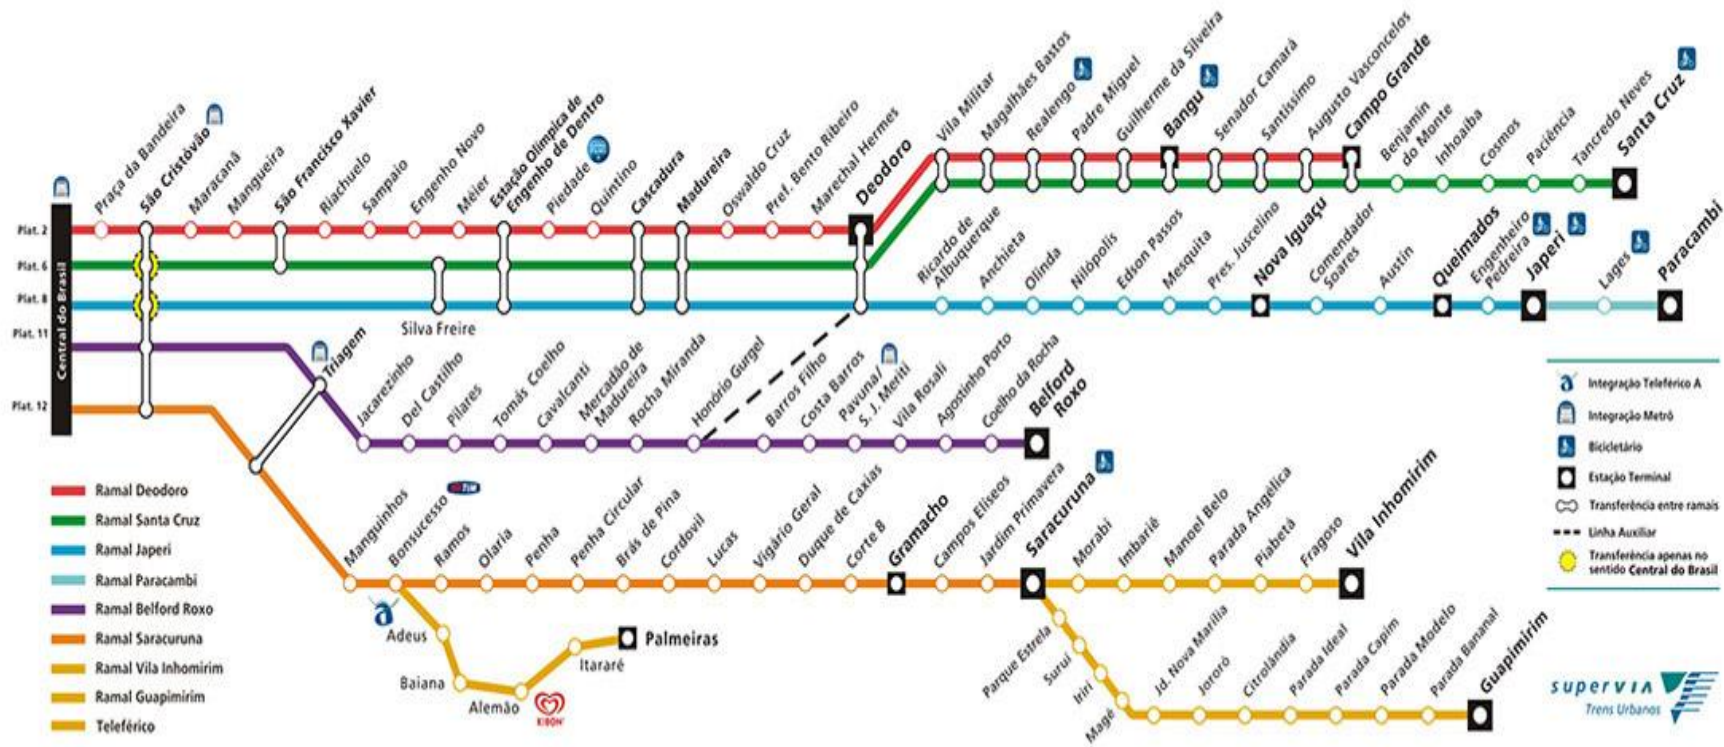 Praça da Bandeira
São Cristóvão
Maracanã
Mangueira
São Francisco Xavier
Riachuelo
Sampaio
Engenho Novo
Méier
Estação Olímpica de
Engenho de Dentro
Piedade
Quintino
Cascadura
Madureira
Oswaldo Cruz
Pref. Bento Ribeiro
Marechal Hermes
Deodoro
Vila Militar
Magalhães Bastos
Realengo
Padre Miguel
Guilherme da Silveira
Bangu
Senador Camará
Santíssimo
Augusto Vasconcelos
Campo Grande
Benjamin
do Monte
Inhoaíba
Cosmos
Paciência
Tancredo Neves
Santa Cruz
Plat. 2
Plat. 6
Plat. 8
Plat. 11
Plat. 12
Central do Brasil
Silva Freire
Ricardo de
Albuquerque
Anchieta
Olinda
Nilópolis
Edson Passos
Mesquita
Pres. Juscelino
Nova Iguaçu
Comendador
Soares
Austin
Queimados
Engenheiro
Pedreira
Japeri
Lages
Paracambi
Triagem
Jacarezinho
Del Castilho
Pilares
Tomás Coelho
Cavalcanti
Mercadão de
Madureira
Rocha Miranda
Honório Gurgel
Barros Filho
Costa Barros
Pavuna/
S. J. Meriti
Vila Rosali
Agostinho Porto
Coelho da Rocha
Belford
Roxo
Manguinhos
Bonsucesso
TIM
Ramos
Olaria
Penha
Penha Circular
Brás de Pina
Cordovil
Lucas
Vigário Geral
Duque de Caxias
Corte 8
Gramacho
Campos Elíseos
Jardim Primavera
Saracuruna
Morabi
Imbariê
Manoel Belo
Parada Angélica
Piabetá
Fragoso
Vila Inhomirim
Adeus
Baiana
Alemão
KIBON
Itararé
Palmeiras
Parque Estrela
Suruí
Iriri
Magé
Jd. Nova Marília
Jororó
Citrolândia
Parada Ideal
Parada Capim
Parada Modelo
Parada Bananal
Guapimirim
Ramal Deodoro
Ramal Santa Cruz
Ramal Japeri
Ramal Paracambi
Ramal Belford Roxo
Ramal Saracuruna
Ramal Vila Inhomirim
Ramal Guapimirim
Teleférico
Integração Teleférico A
Integração Metrô
Bicicletário
Estação Terminal
Transferência entre ramais
Linha Auxiliar
Transferência apenas no
sentido Central do Brasil
superVIA
Trens Urbanos